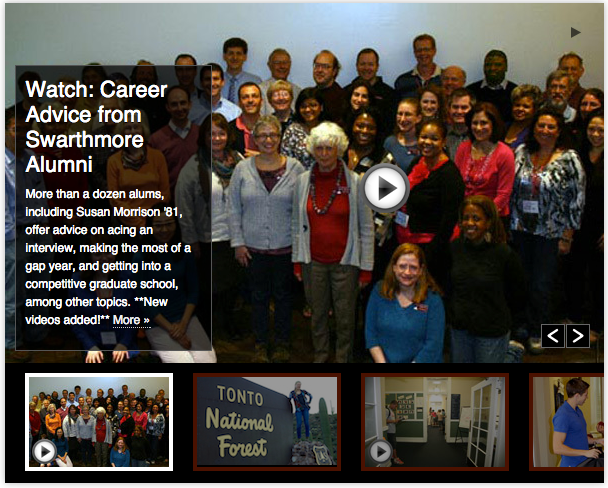 Watch: Career
Advice from
Swarthmore
Alumni
More than a dozen alums,
including Susan Morrison '81,
offer advice on acing an
interview, making the most of a
gap year, and getting into a
competitive graduate school,
among other topics. **New
videos added!** More »
TONTO
National
Forest